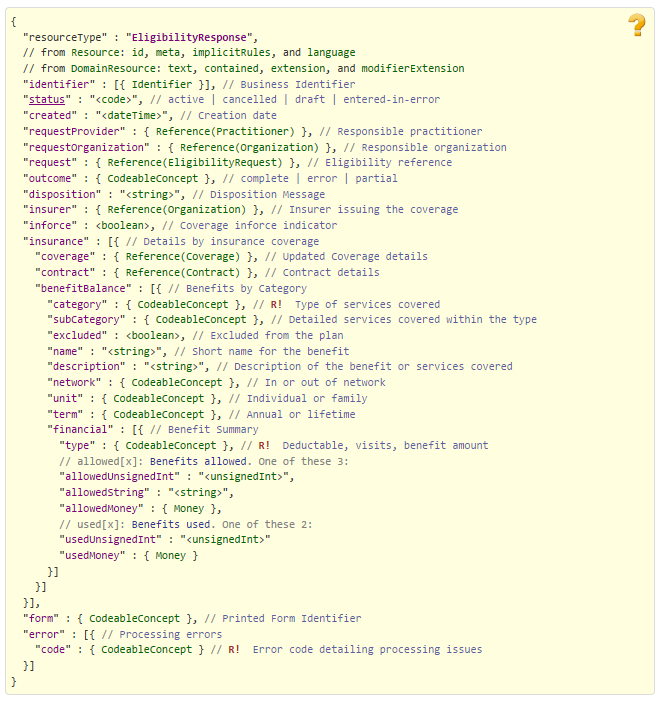 {
  "resourceType" : "EligibilityResponse",
  // from Resource: id, meta, implicitRules, and language
  // from DomainResource: text, contained, extension, and modifierExtension
  "identifier" : [{ Identifier }], // Business Identifier
  "status" : "<code>", // active | cancelled | draft | entered-in-error
  "created" : "<dateTime>", // Creation date
  "requestProvider" : { Reference(Practitioner) }, // Responsible practitioner
  "requestOrganization" : { Reference(Organization) }, // Responsible organization
  "request" : { Reference(EligibilityRequest) }, // Eligibility reference
  "outcome" : { CodeableConcept }, // complete | error | partial
  "disposition" : "<string>", // Disposition Message
  "insurer" : { Reference(Organization) }, // Insurer issuing the coverage
  "inforce" : <boolean>, // Coverage inforce indicator
  "insurance" : [{ // Details by insurance coverage
    "coverage" : { Reference(Coverage) }, // Updated Coverage details
    "contract" : { Reference(Contract) }, // Contract details
    "benefitBalance" : [{ // Benefits by Category
      "category" : { CodeableConcept }, // R!  Type of services covered
      "subCategory" : { CodeableConcept }, // Detailed services covered within the type
      "excluded" : <boolean>, // Excluded from the plan
      "name" : "<string>", // Short name for the benefit
      "description" : "<string>", // Description of the benefit or services covered
      "network" : { CodeableConcept }, // In or out of network
      "unit" : { CodeableConcept }, // Individual or family
      "term" : { CodeableConcept }, // Annual or lifetime
      "financial" : [{ // Benefit Summary
        "type" : { CodeableConcept }, // R!  Deductable, visits, benefit amount
        // allowed[x]: Benefits allowed. One of these 3:
        "allowedUnsignedInt" : "<unsignedInt>",
        "allowedString" : "<string>",
        "allowedMoney" : { Money },
        // used[x]: Benefits used. One of these 2:
        "usedUnsignedInt" : "<unsignedInt>"
        "usedMoney" : { Money }
      }]
    }]
  }],
  "form" : { CodeableConcept }, // Printed Form Identifier
  "error" : [{ // Processing errors
    "code" : { CodeableConcept } // R!  Error code detailing processing issues
  }]
}